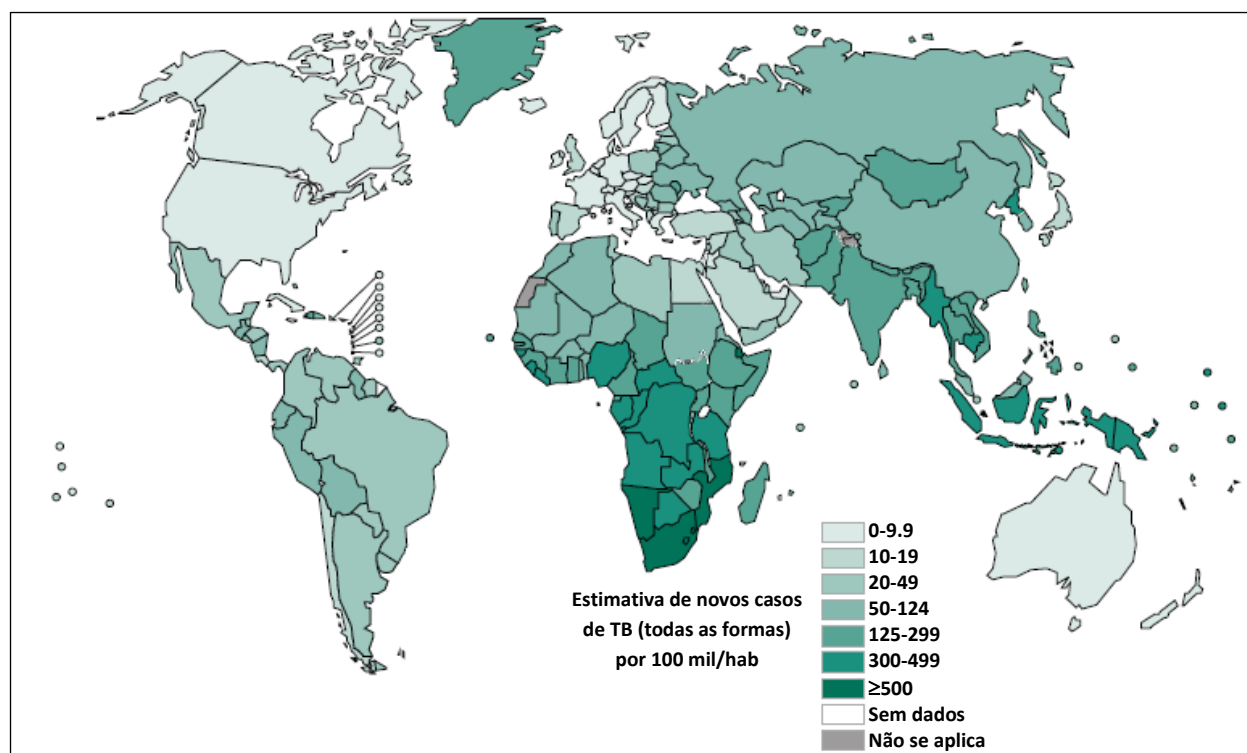 Estimativa de novos casos
de TB (todas as formas)
por 100 mil/hab
0-9.9
10-19
20-49
50-124
125-299
300-499
≥500
Sem dados
Não se aplica